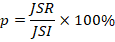 p = JSR/JSI × 100%